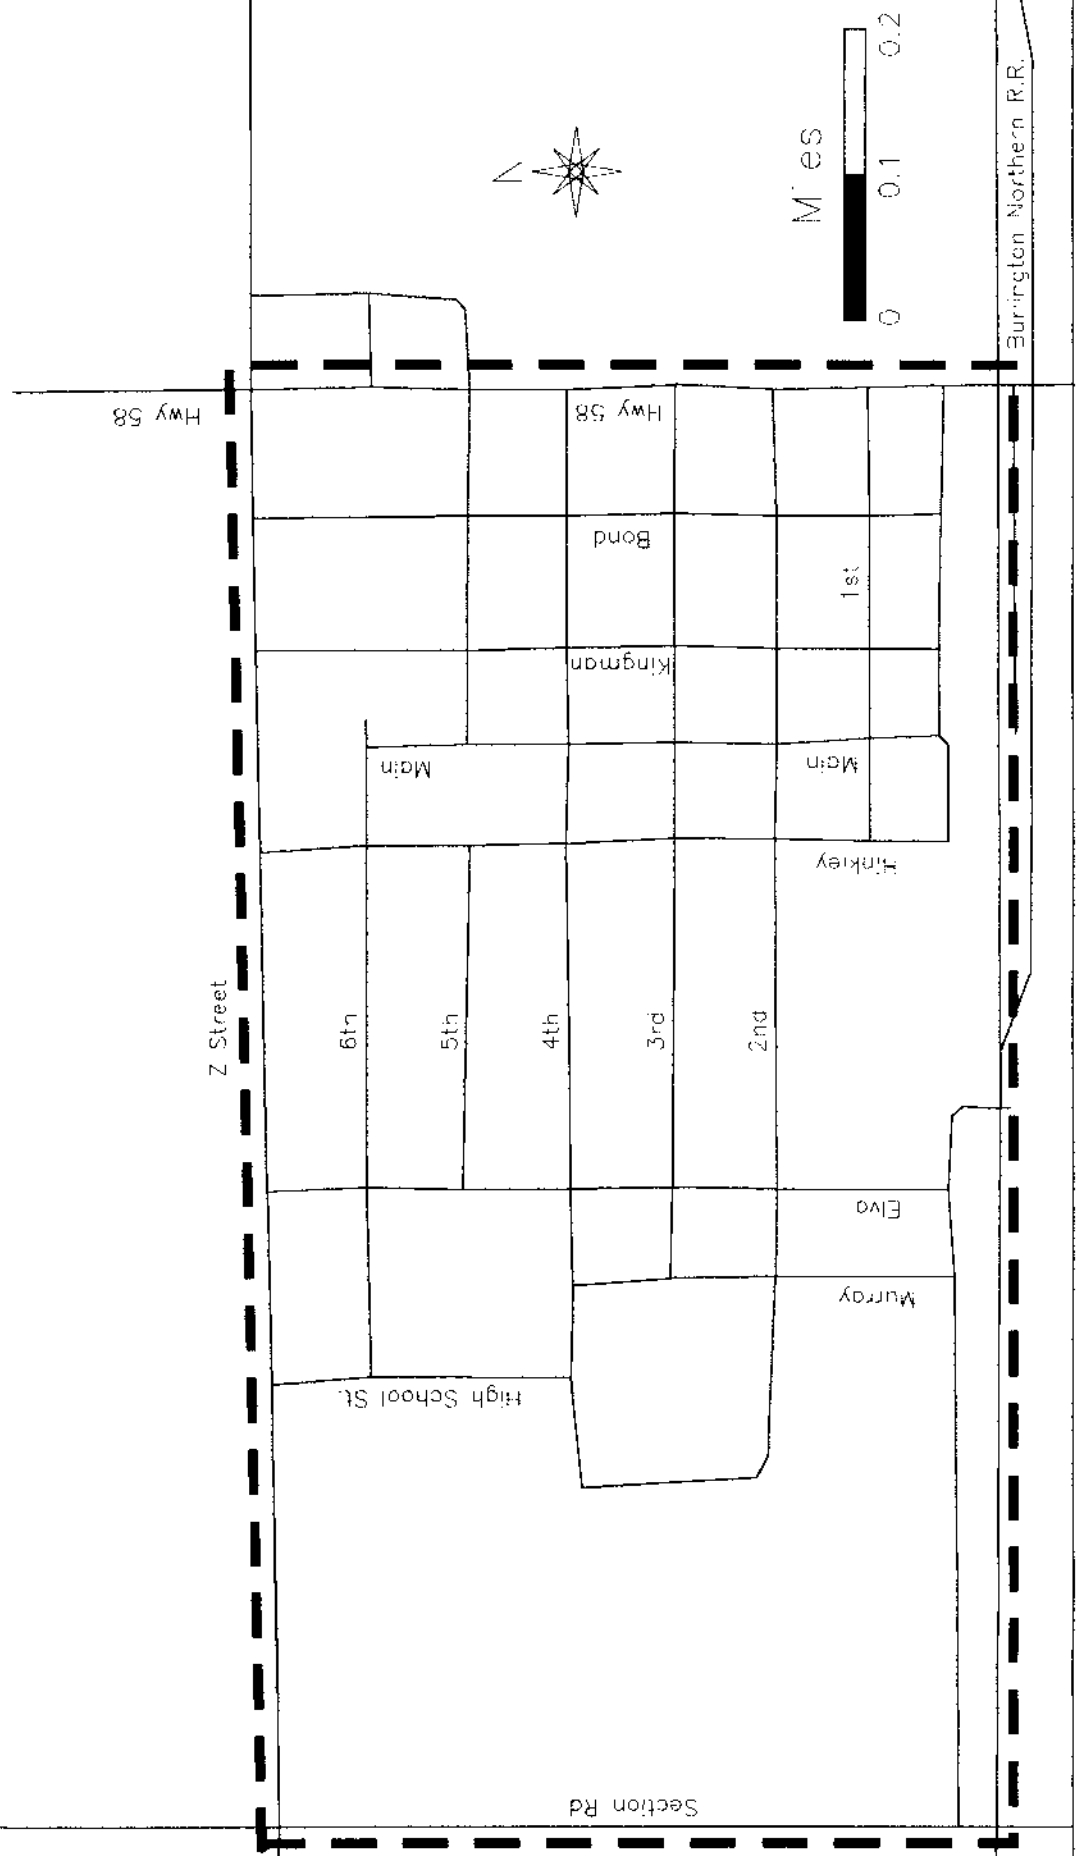 Hwy 58
Z Street
Hwy 58
Bond
Kingman
Main
Main
Hinkley
1st
6th
5th
4th
3rd
2nd
Elva
Murray
High School St.
Section Rd
N
M es
0 0.1 0.2
Burlington Northern R.R.